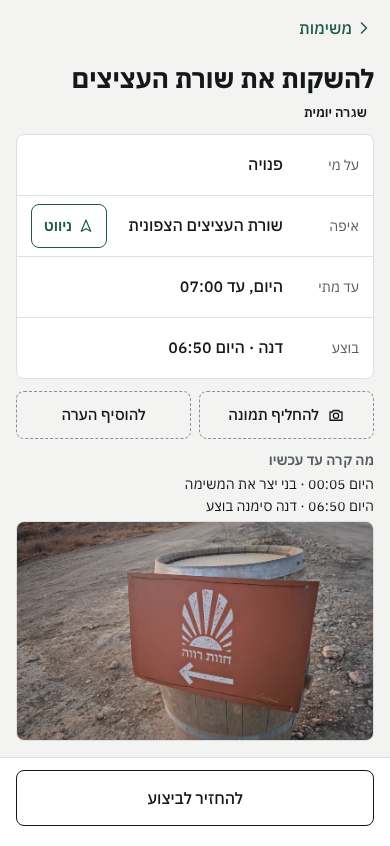 משימות
להשקות את שורת העציצים
שגרה יומית
על מי
פנויה
איפה
שורת העציצים הצפונית
ניווט
עד מתי
היום, עד 07:00
בוצע
דנה · היום 06:50
להחליף תמונה
להוסיף הערה
מה קרה עד עכשיו
היום 00:05 · בני יצר את המשימה
היום 06:50 · דנה סימנה בוצע
חוות רווה
להחזיר לביצוע